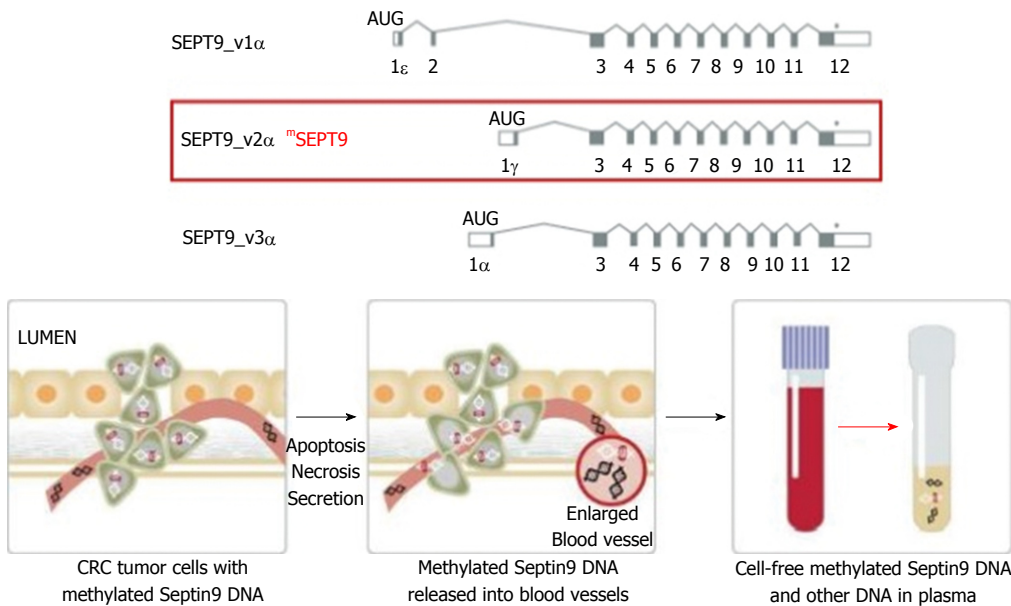 AUG
SEPT9_v1α
1ε 2 3 4 5 6 7 8 9 10 11 12
*
AUG
SEPT9_v2α mSEPT9
1γ 3 4 5 6 7 8 9 10 11 12
*
AUG
SEPT9_v3α
1α 3 4 5 6 7 8 9 10 11 12
*
LUMEN
Apoptosis
Necrosis
Secretion
Enlarged
Blood vessel
CRC tumor cells with
methylated Septin9 DNA
Methylated Septin9 DNA
released into blood vessels
Cell-free methylated Septin9 DNA
and other DNA in plasma